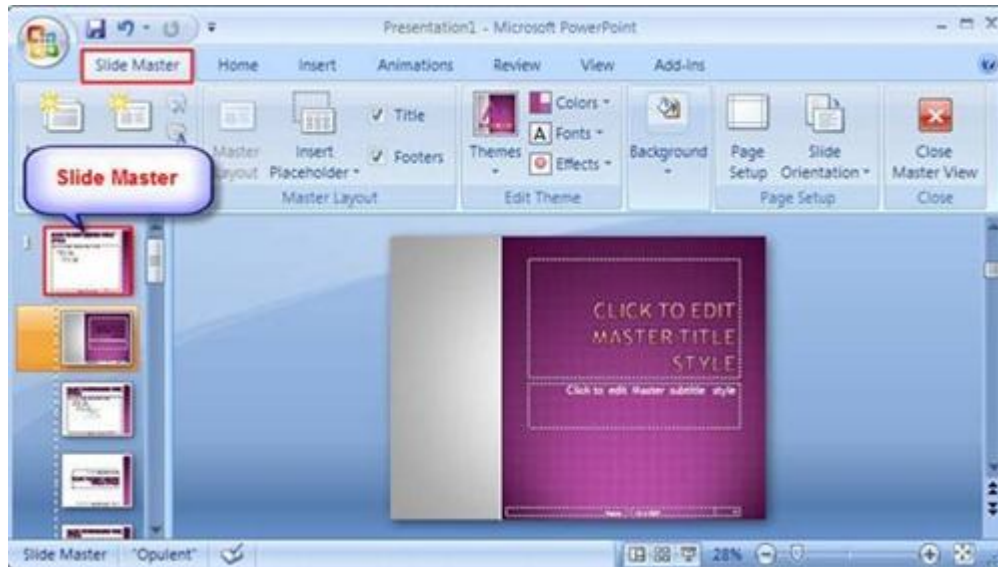 Presentation1 - Microsoft PowerPoint
Slide Master Home Insert Animations Review View Add-Ins
Title
Footers
Master Layout
Insert Placeholder
Themes
Colors
Fonts
Effects
Background
Page Setup
Slide Orientation
Close Master View
Slide Master
Master Layout Edit Theme Page Setup Close
1
CLICK TO EDIT
MASTER TITLE
STYLE
Click to edit Master subtitle style
Slide Master "Opulent" 28%